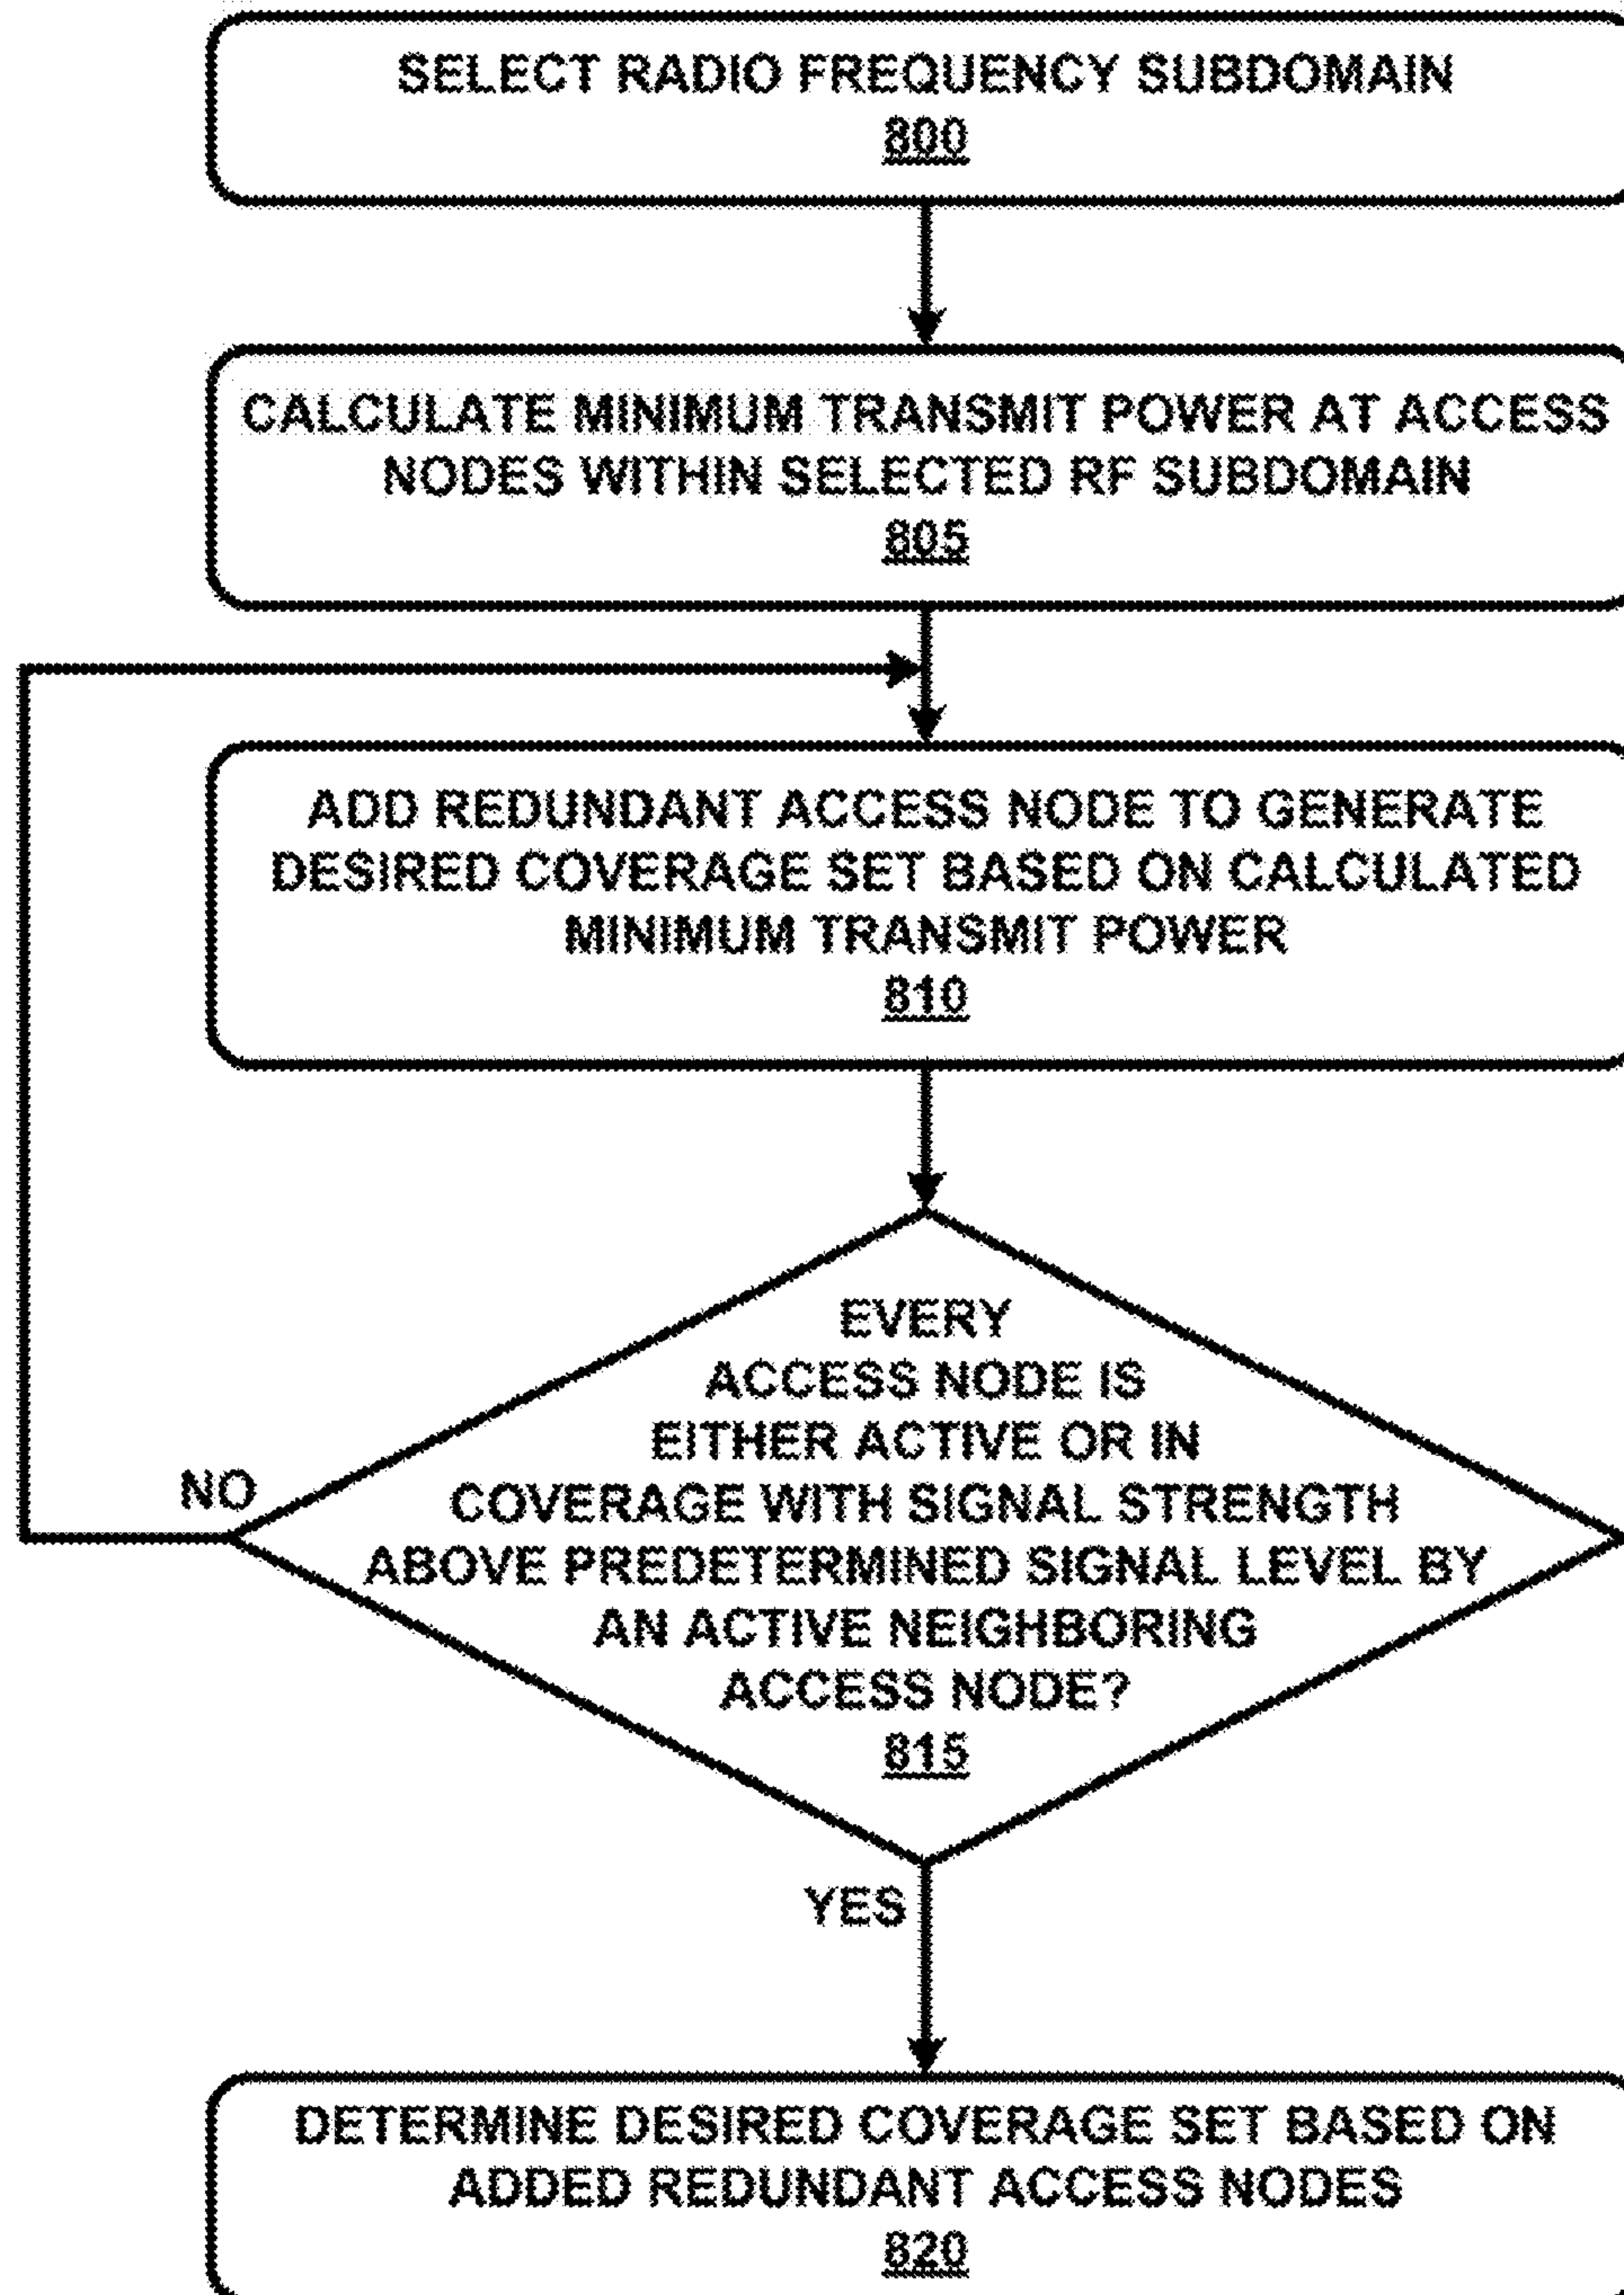 SELECT RADIO FREQUENCY SUBDOMAIN
800
CALCULATE MINIMUM TRANSMIT POWER AT ACCESS
NODES WITHIN SELECTED RF SUBDOMAIN
805
ADD REDUNDANT ACCESS NODE TO GENERATE
DESIRED COVERAGE SET BASED ON CALCULATED
MINIMUM TRANSMIT POWER
810
EVERY
ACCESS NODE IS
EITHER ACTIVE OR IN
COVERAGE WITH SIGNAL STRENGTH
ABOVE PREDETERMINED SIGNAL LEVEL BY
AN ACTIVE NEIGHBORING
ACCESS NODE?
815
NO
YES
DETERMINE DESIRED COVERAGE SET BASED ON
ADDED REDUNDANT ACCESS NODES
820